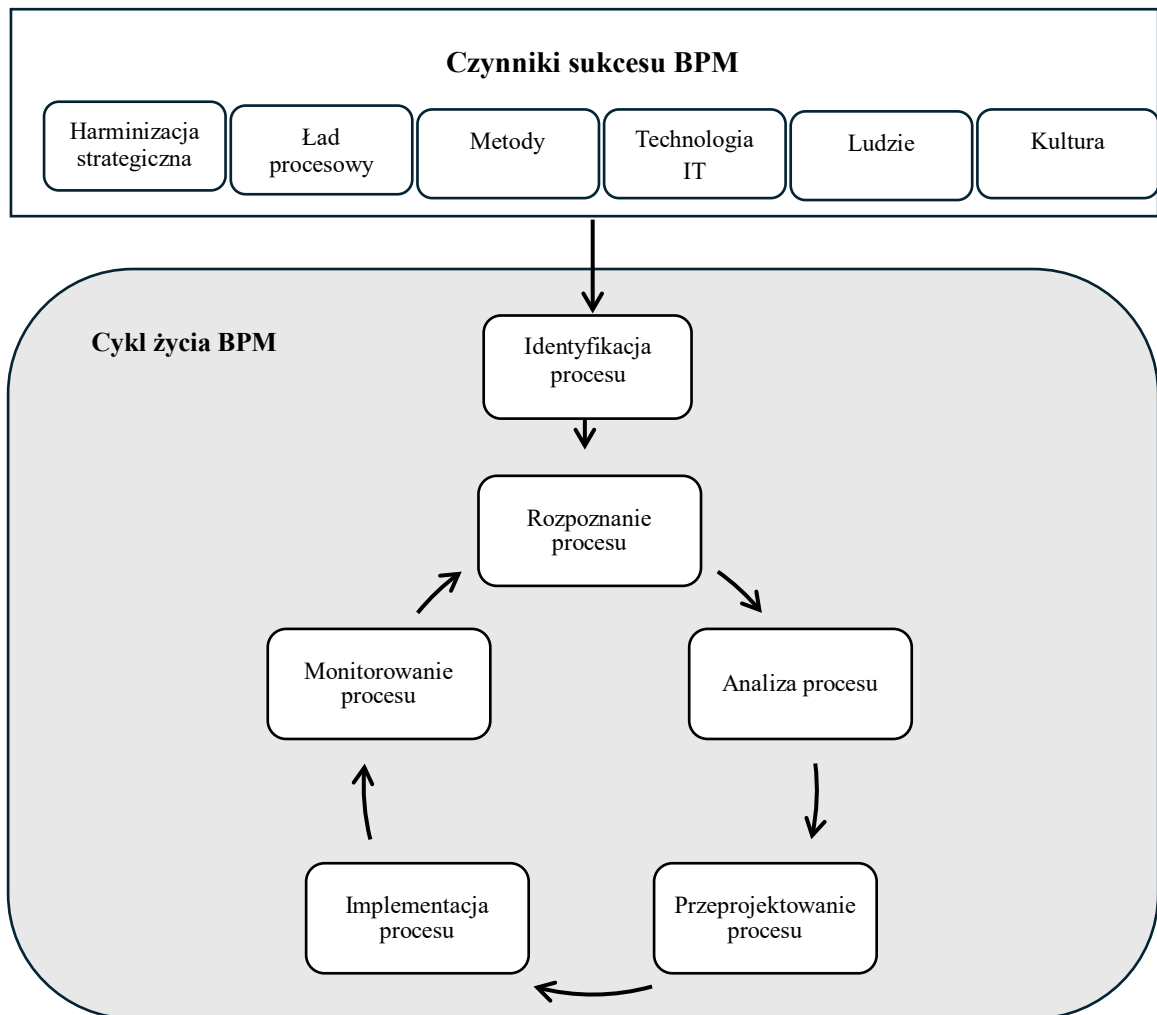 Czynniki sukcesu BPM
Harminizacja
strategiczna
Ład
procesowy
Metody
Technologia
IT
Ludzie
Kultura
Cykl życia BPM
Identyfikacja
procesu
Rozpoznanie
procesu
Monitorowanie
procesu
Analiza procesu
Implementacja
procesu
Przeprojektowanie
procesu